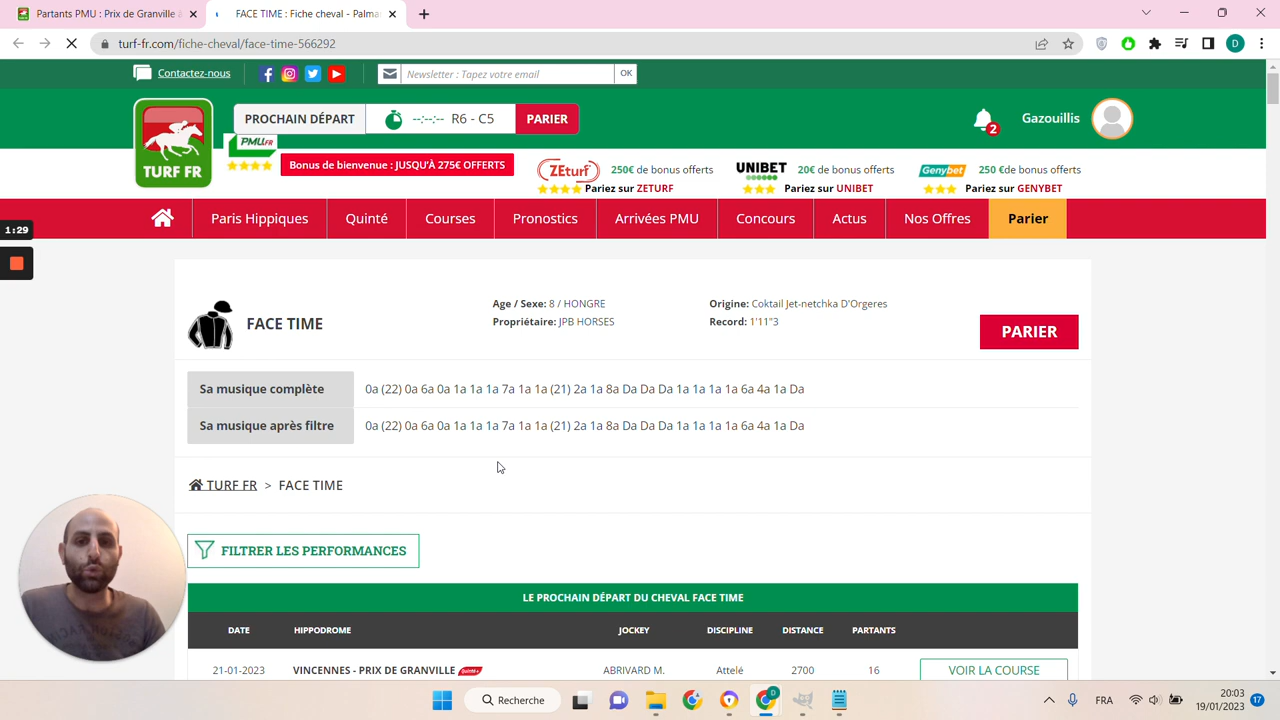 Partants PMU : Prix de Granville à
FACE TIME : Fiche cheval - Palma
turf-fr.com/fiche-cheval/face-time-566292
D
Contactez-nous
Newsletter : Tapez votre email
OK
PROCHAIN DÉPART
--:--:-- R6 - C5
PARIER
2
Gazouillis
TURF FR
PMU.FR
Bonus de bienvenue : JUSQU'À 275€ OFFERTS
ZEturf
250€ de bonus offerts
Pariez sur ZETURF
UNIBET
20€ de bonus offerts
Pariez sur UNIBET
Genybet
250 €de bonus offerts
Pariez sur GENYBET
Paris Hippiques
Quinté
Courses
Pronostics
Arrivées PMU
Concours
Actus
Nos Offres
Parier
1:29
FACE TIME
Age / Sexe: 8 / HONGRE
Propriétaire: JPB HORSES
Origine: Coktail Jet-netchka D'Orgeres
Record: 1'11"3
PARIER
Sa musique complète
0a (22) 0a 6a 0a 1a 1a 1a 7a 1a 1a (21) 2a 1a 8a Da Da Da 1a 1a 1a 1a 6a 4a 1a Da
Sa musique après filtre
0a (22) 0a 6a 0a 1a 1a 1a 7a 1a 1a (21) 2a 1a 8a Da Da Da 1a 1a 1a 1a 6a 4a 1a Da
TURF FR > FACE TIME
FILTRER LES PERFORMANCES
LE PROCHAIN DÉPART DU CHEVAL FACE TIME
DATE HIPPODROME JOCKEY DISCIPLINE DISTANCE PARTANTS
21-01-2023 VINCENNES - PRIX DE GRANVILLE Quinté+ ABRIVARD M. Attelé 2700 16 VOIR LA COURSE
Recherche
FRA
20:03
19/01/2023
17